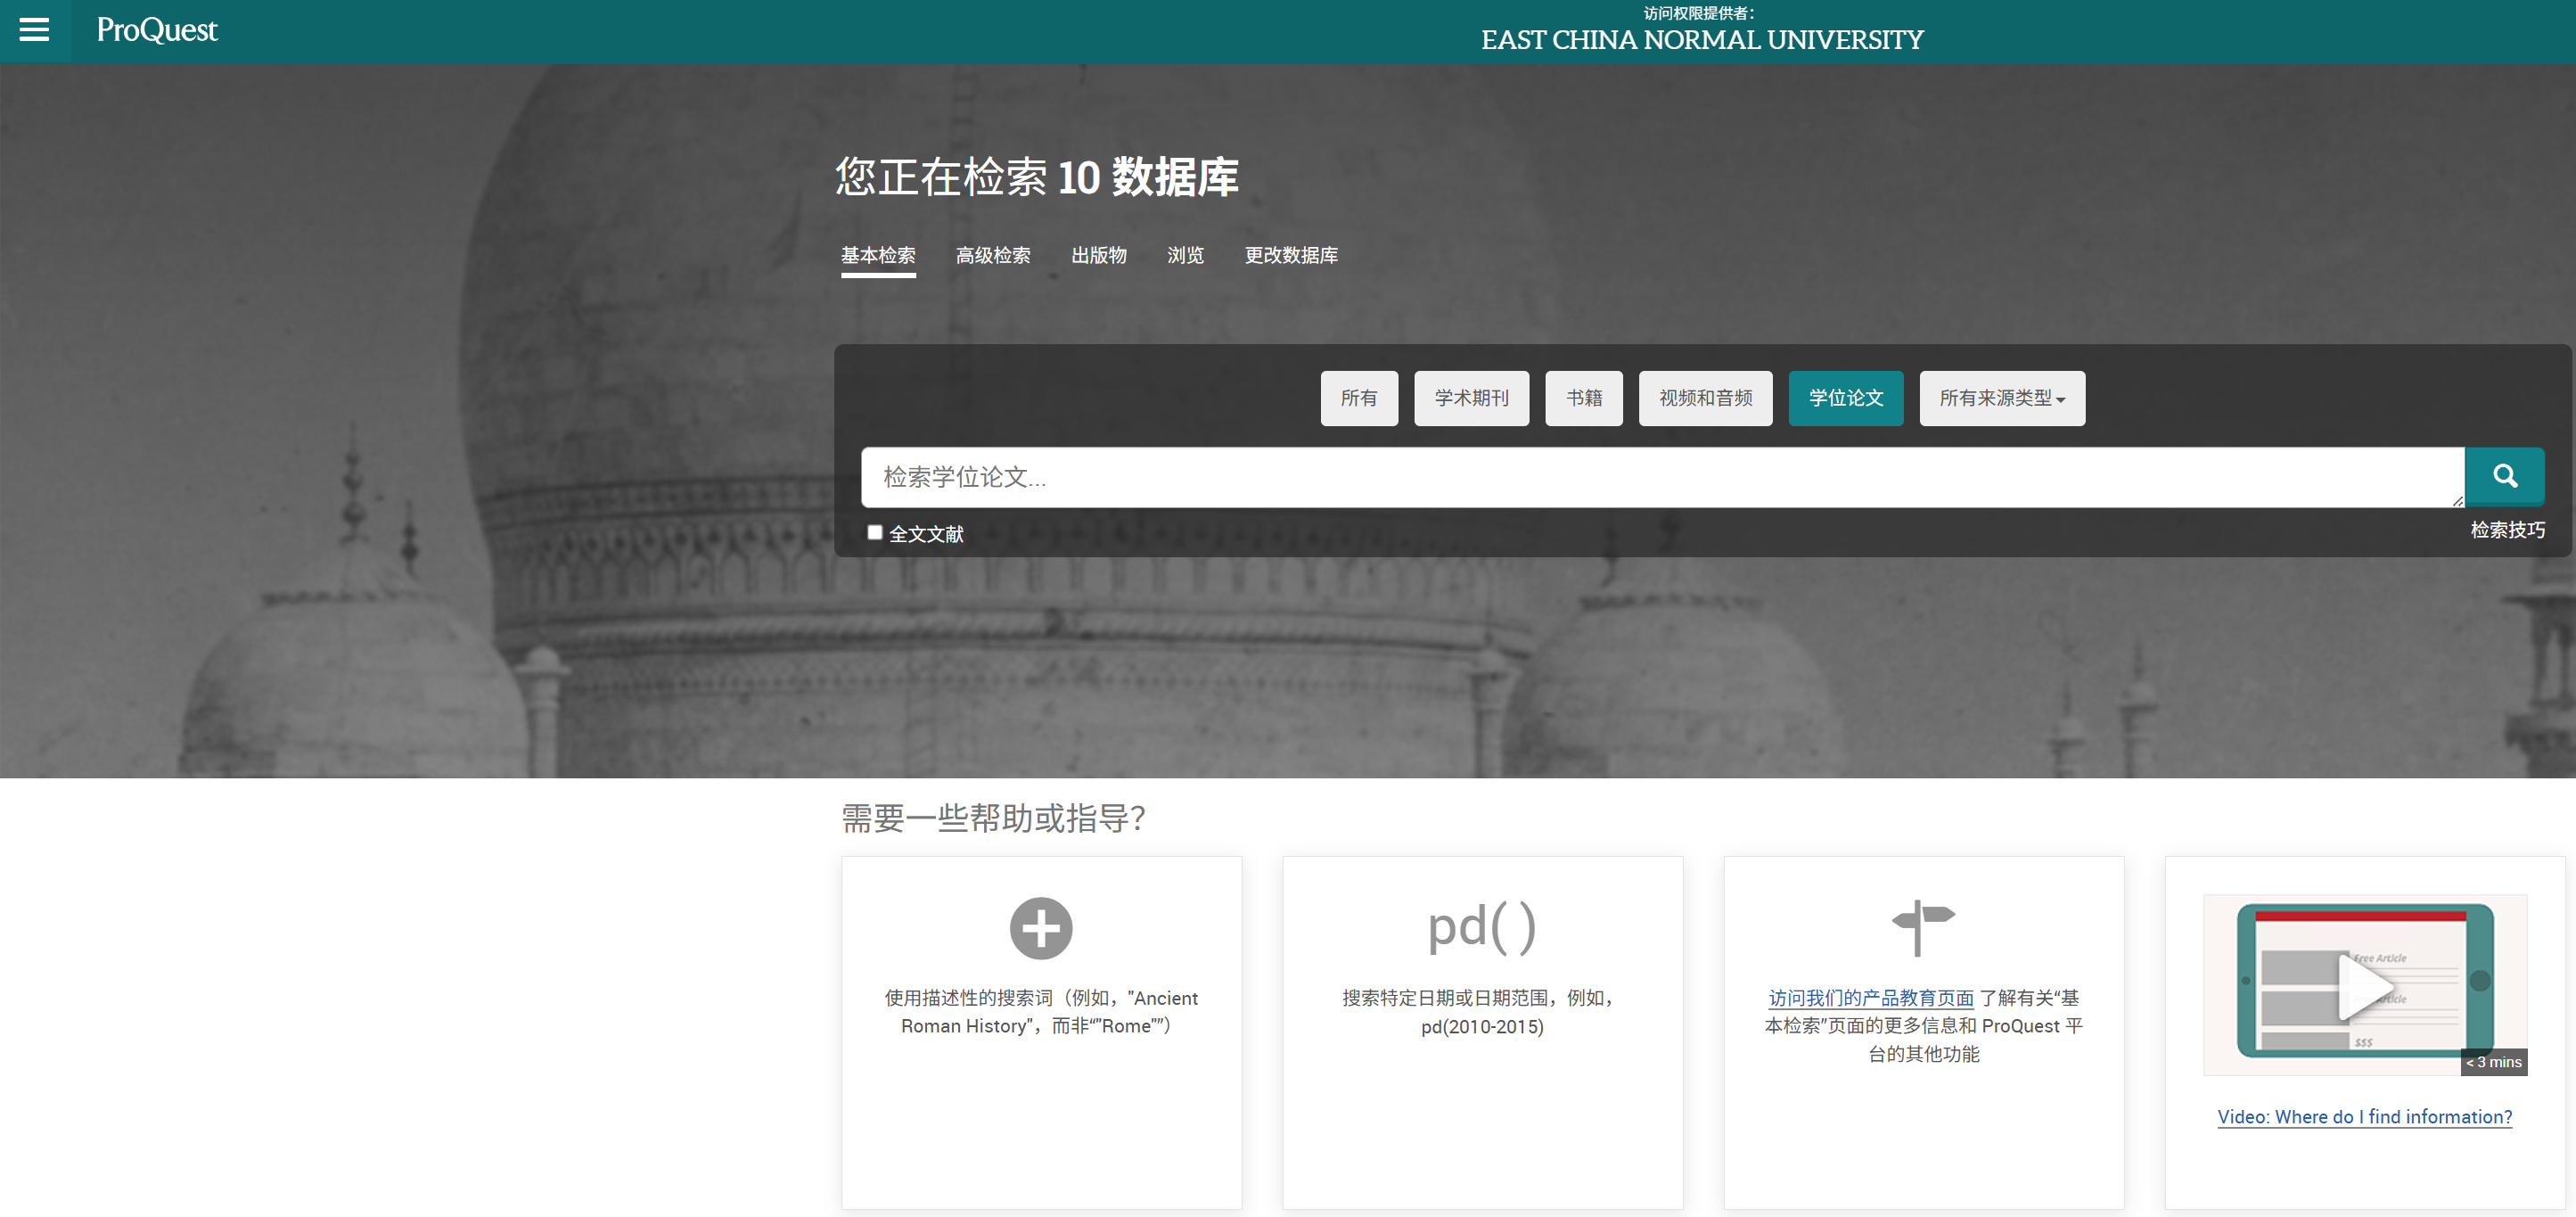 ProQuest
访问权限提供者：
EAST CHINA NORMAL UNIVERSITY
您正在检索 10 数据库
基本检索 高级检索 出版物 浏览 更改数据库
所有 学术期刊 书籍 视频和音频 学位论文 所有来源类型
检索学位论文...
全文文献
检索技巧
需要一些帮助或指导？
使用描述性的搜索词（例如，"Ancient
Roman History"，而非“"Rome"”）
pd( )
搜索特定日期或日期范围，例如，
pd(2010-2015)
访问我们的产品教育页面 了解有关“基
本检索”页面的更多信息和 ProQuest 平
台的其他功能
Free Article
Free Article
$$$
< 3 mins
Video: Where do I find information?